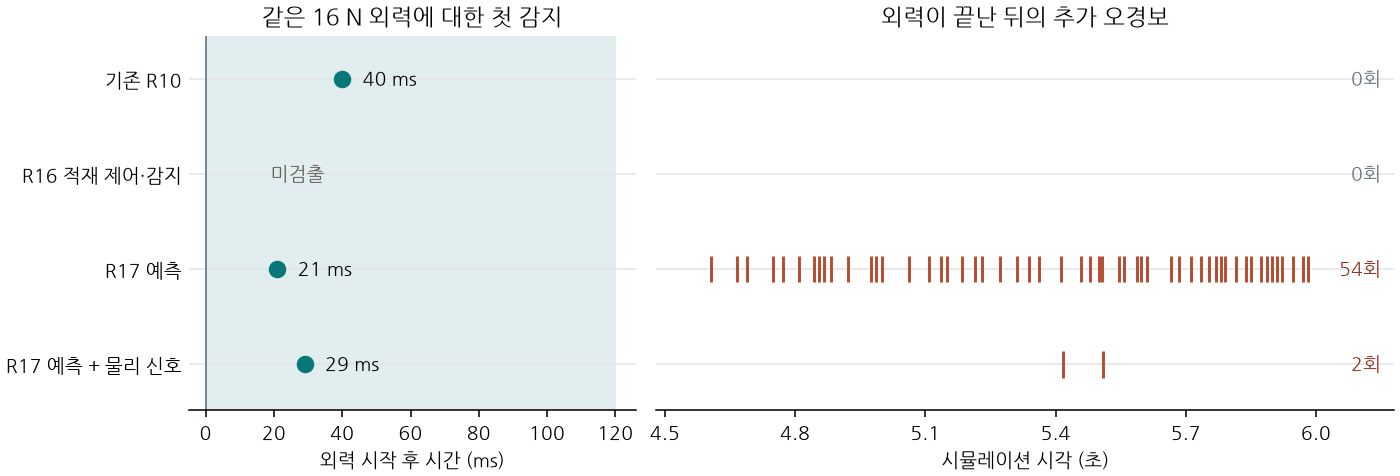 같은 16 N 외력에 대한 첫 감지
외력이 끝난 뒤의 추가 오경보
기존 R10
40 ms
0회
R16 적재 제어·감지
미검출
0회
R17 예측
21 ms
54회
R17 예측 + 물리 신호
29 ms
2회
0 20 40 60 80 100 120
4.5 4.8 5.1 5.4 5.7 6.0
외력 시작 후 시간 (ms)
시뮬레이션 시각 (초)